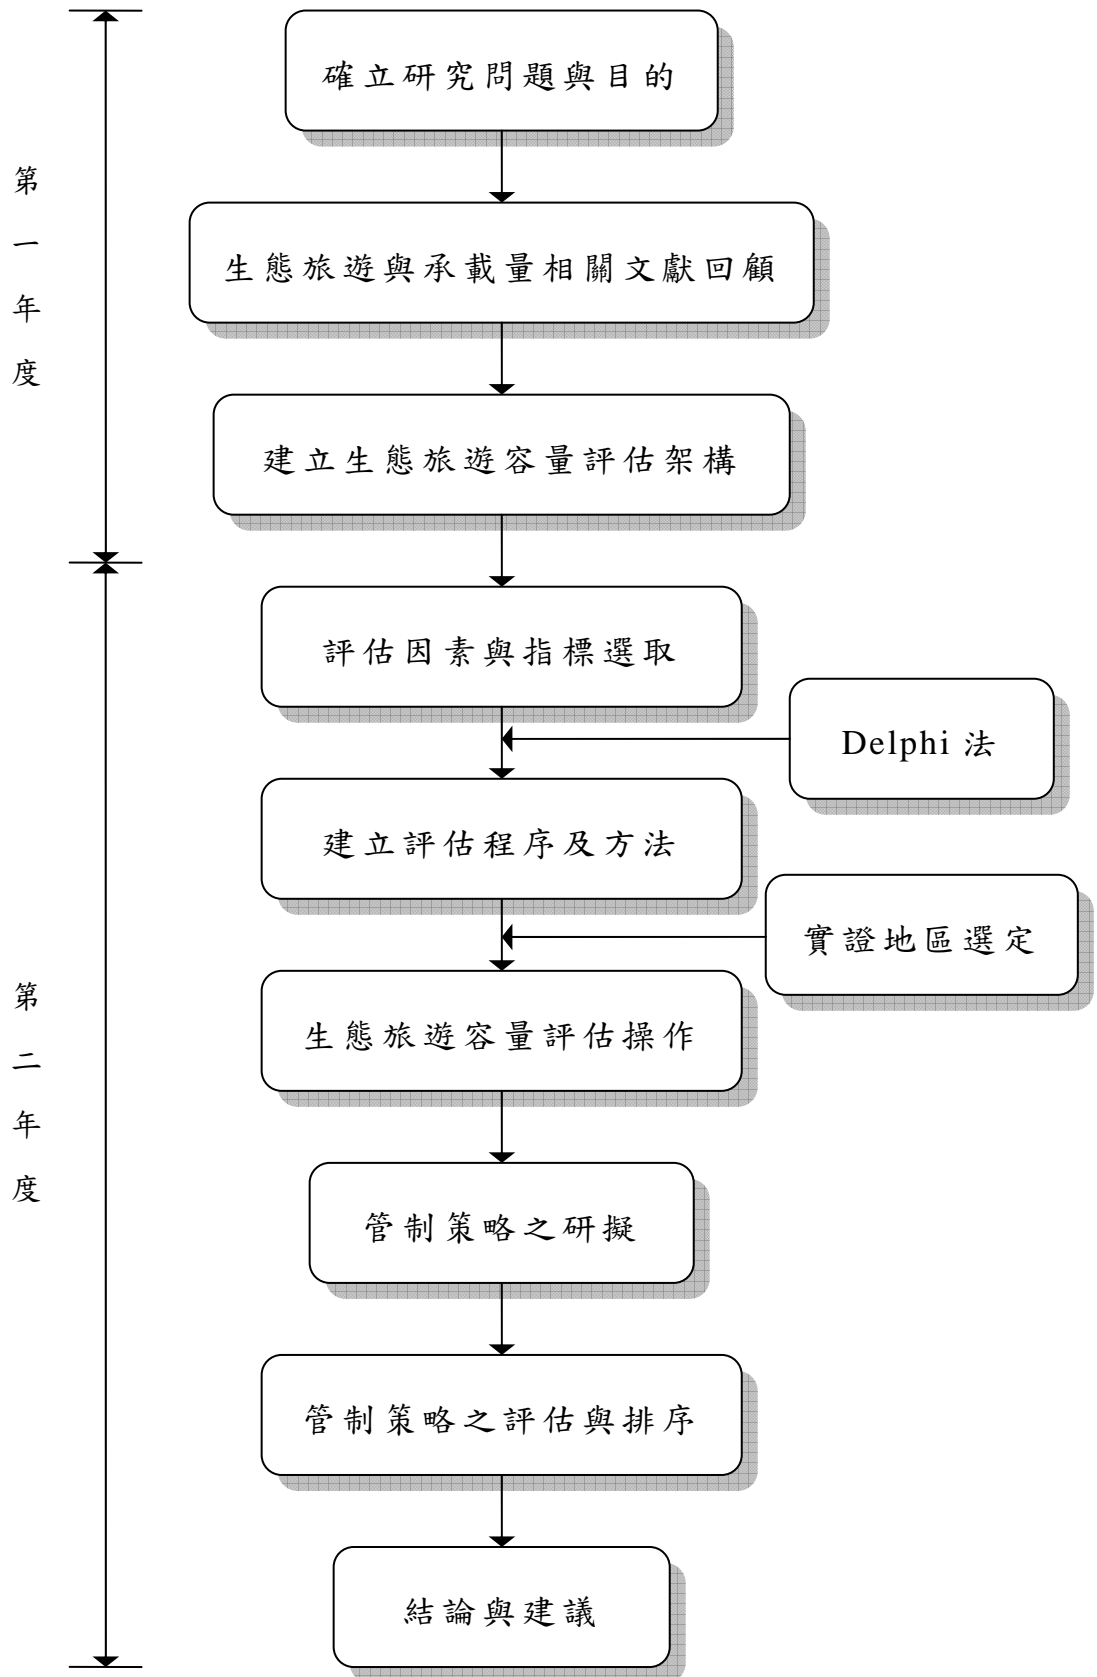 第一年度
確立研究問題與目的
生態旅遊與承載量相關文獻回顧
建立生態旅遊容量評估架構
第二年度
評估因素與指標選取
Delphi 法
建立評估程序及方法
實證地區選定
生態旅遊容量評估操作
管制策略之研擬
管制策略之評估與排序
結論與建議